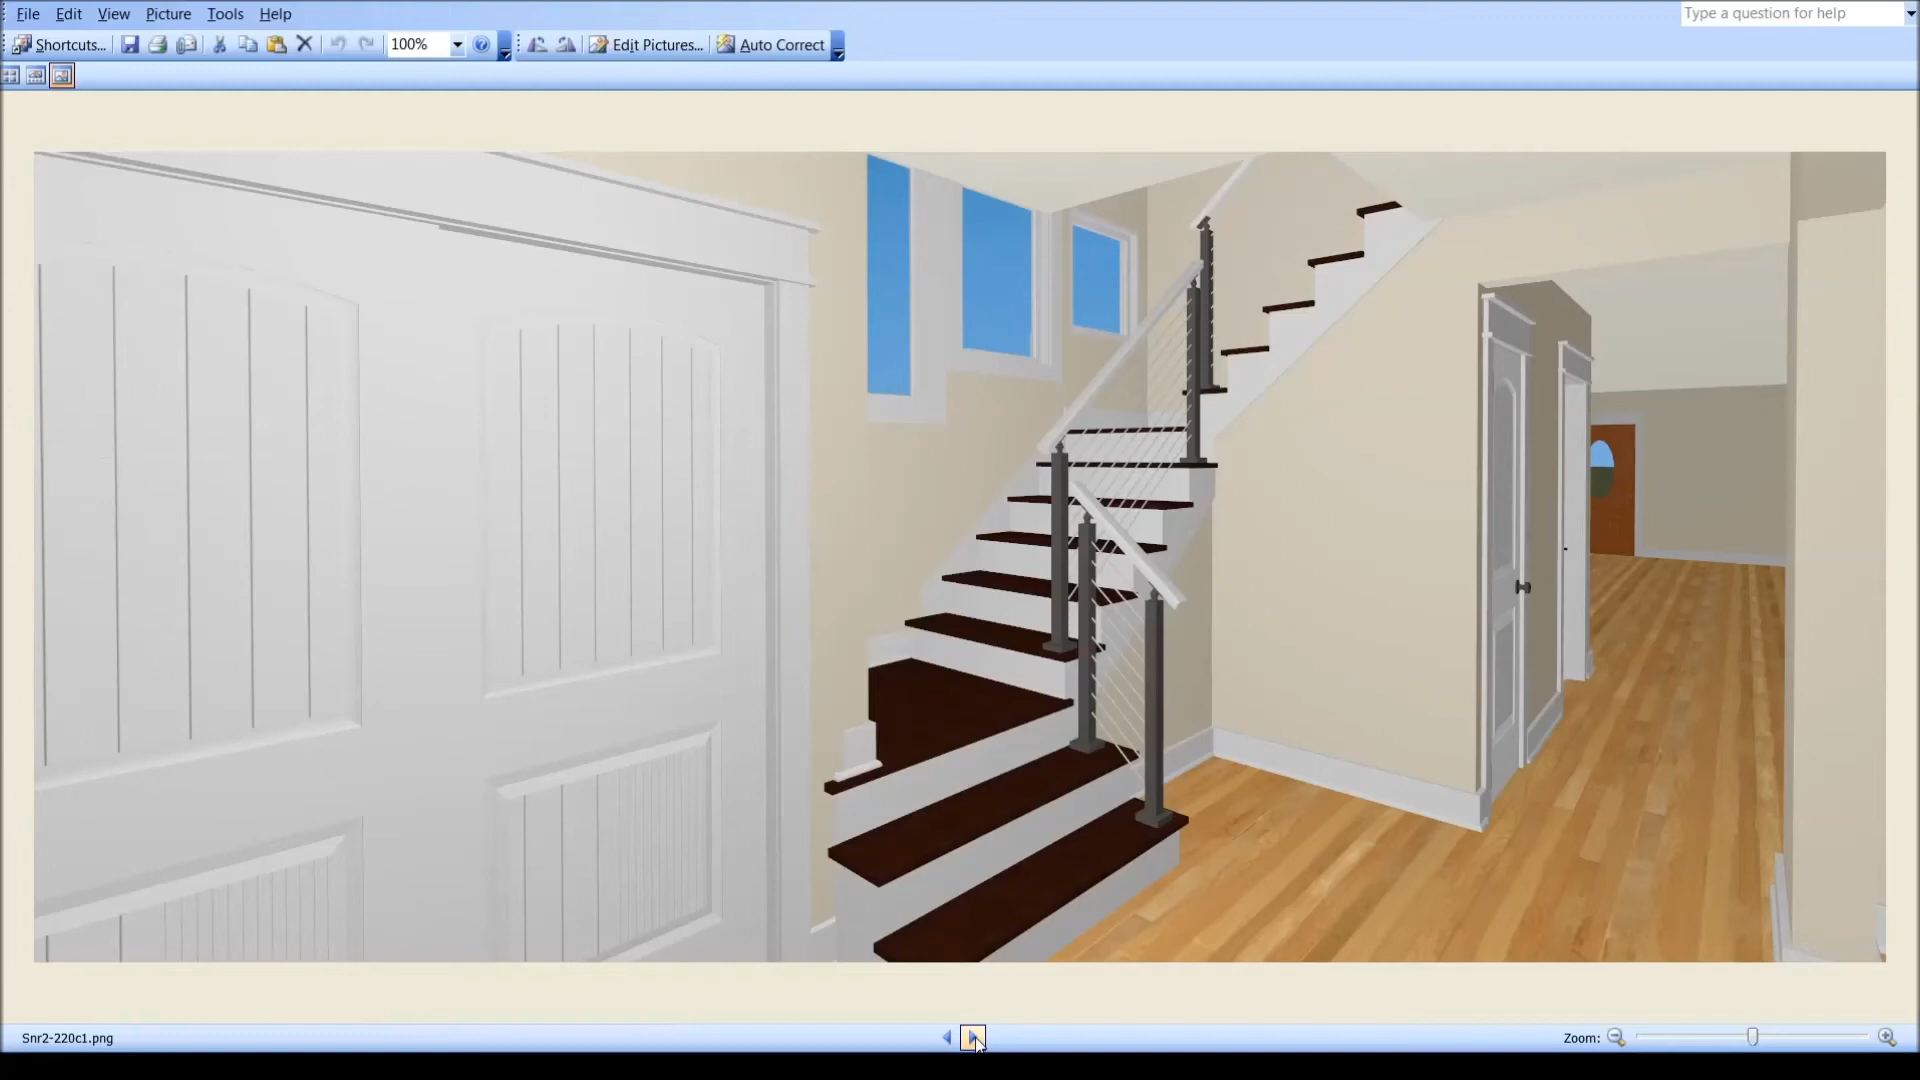 File Edit View Picture Tools Help
Type a question for help
Shortcuts... 100% Edit Pictures... Auto Correct
Snr2-220c1.png
Zoom: